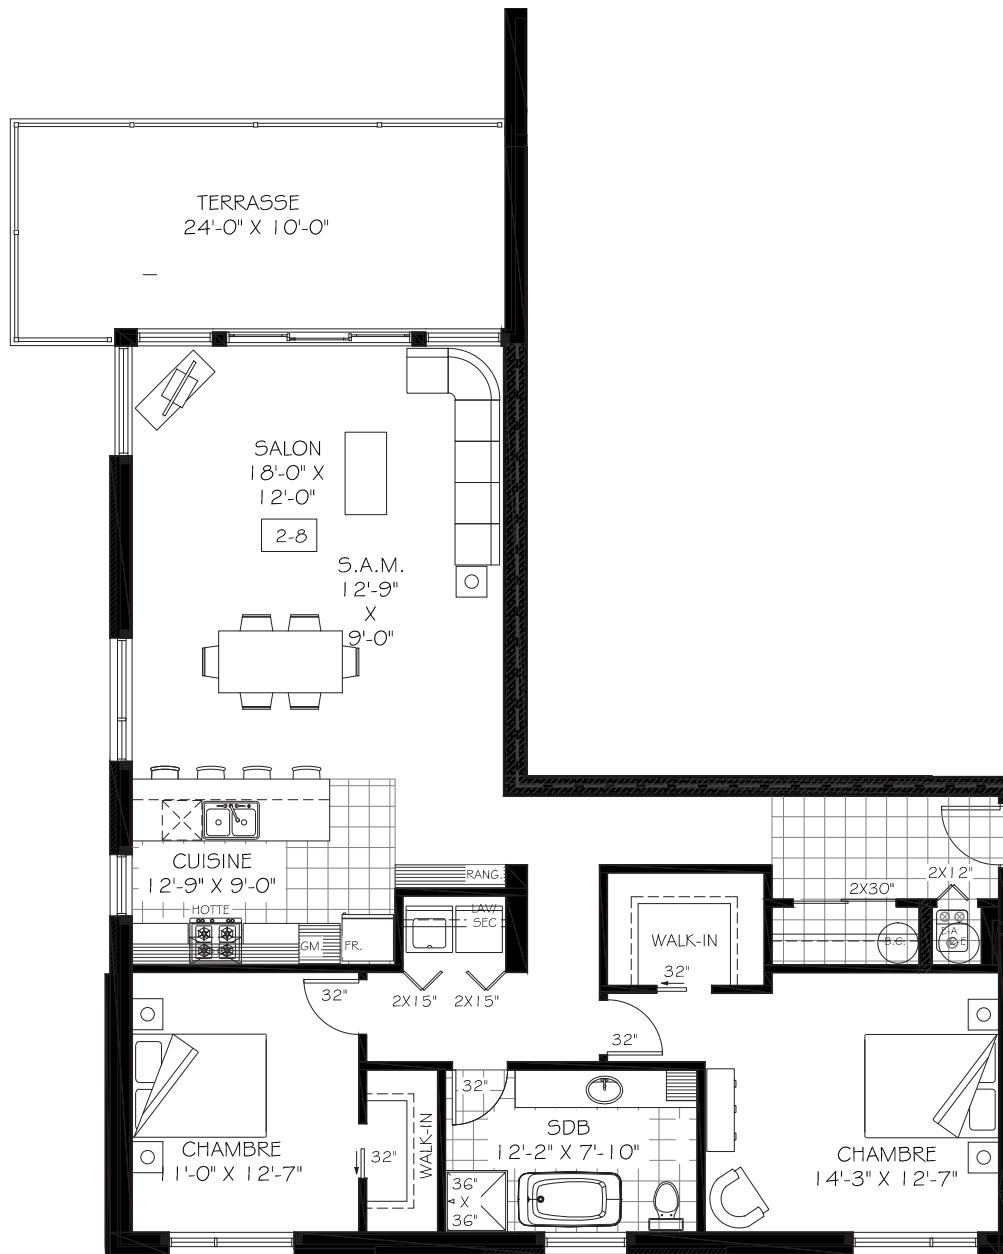 TERRASSE
24'-0" X 10'-0"
SALON
18'-0" X
12'-0"
2-8
S.A.M.
12'-9"
X
9'-0"
CUISINE
12'-9" X 9'-0"
HOTTE
RANG.
LAV/
SEC
GM.
FR.
2X12"
2X30"
E-A
C-E
B.C.
WALK-IN
32"
32"
2X15"
2X15"
32"
32"
SDB
12'-2" X 7'-10"
WALK-IN
32"
CHAMBRE
11'-0" X 12'-7"
CHAMBRE
14'-3" X 12'-7"
36"
X
36"